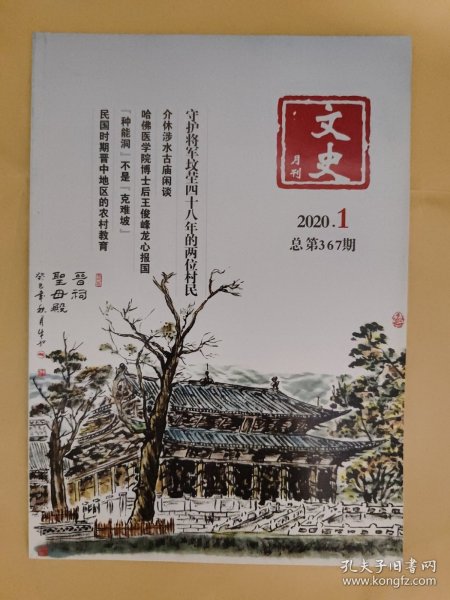 文史
月刊
2020.1
总第367期
守护将军坟茔四十八年的两位村民
介休涉水古庙闲谈
哈佛医学院博士后王俊峰龙心报国
『种能洞』不是『克难坡』
民国时期晋中地区的农村教育
晋祠
聖母殿
孔夫子旧书网
www.kongfz.com